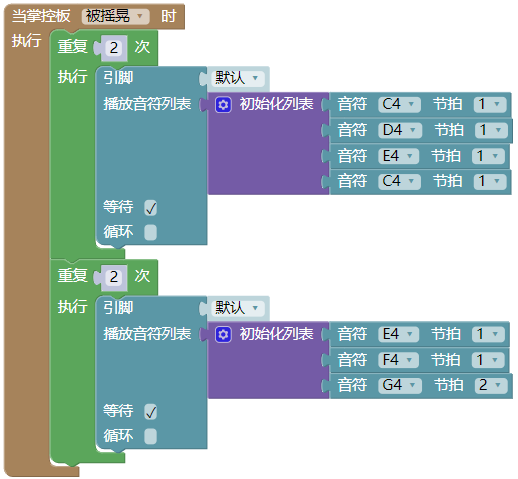 当掌控板 被摇晃 时
执行 重复 2 次
执行 引脚 默认
播放音符列表 初始化列表 音符 C4 节拍 1
音符 D4 节拍 1
音符 E4 节拍 1
音符 C4 节拍 1
等待
循环
重复 2 次
执行 引脚 默认
播放音符列表 初始化列表 音符 E4 节拍 1
音符 F4 节拍 1
音符 G4 节拍 2
等待
循环